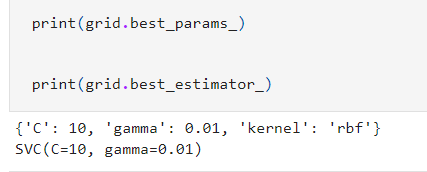 print(grid.best_params_)
print(grid.best_estimator_)
{'C': 10, 'gamma': 0.01, 'kernel': 'rbf'}
SVC(C=10, gamma=0.01)